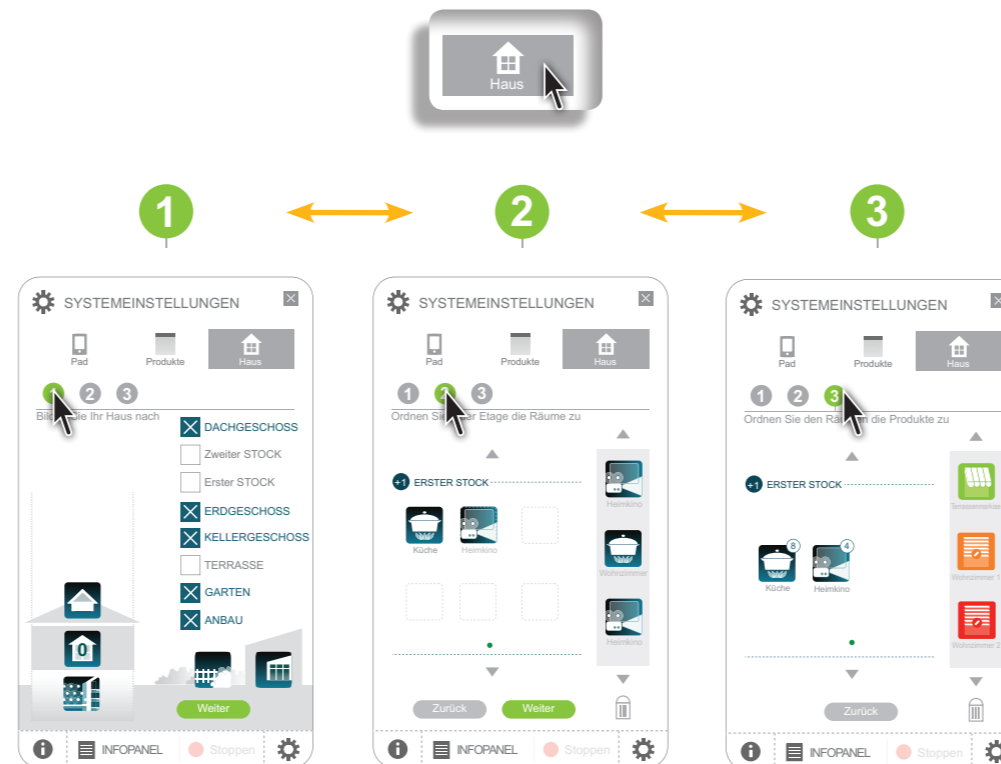 Haus
1
2
3
SYSTEMEINSTELLUNGEN
Pad
Produkte
Haus
1 2 3
Sie Ihr Haus nach
DACHGESCHOSS
Zweiter STOCK
Erster STOCK
ERDGESCHOSS
KELLERGESCHOSS
TERRASSE
GARTEN
ANBAU
0
Weiter
INFOPANEL
Stoppen
SYSTEMEINSTELLUNGEN
Pad
Produkte
Haus
1 2 3
Ordnen Etage die Räume zu
+1 ERSTER STOCK
Küche
Heimkino
Heimkino
Wohnzimmer
Heimkino
Zurück
Weiter
INFOPANEL
Stoppen
SYSTEMEINSTELLUNGEN
Pad
Produkte
Haus
1 2 3
Ordnen Sie den die Produkte zu
+1 ERSTER STOCK
8
Küche
4
Heimkino
Wohnzimmer 1
Wohnzimmer 2
Zurück
INFOPANEL
Stoppen